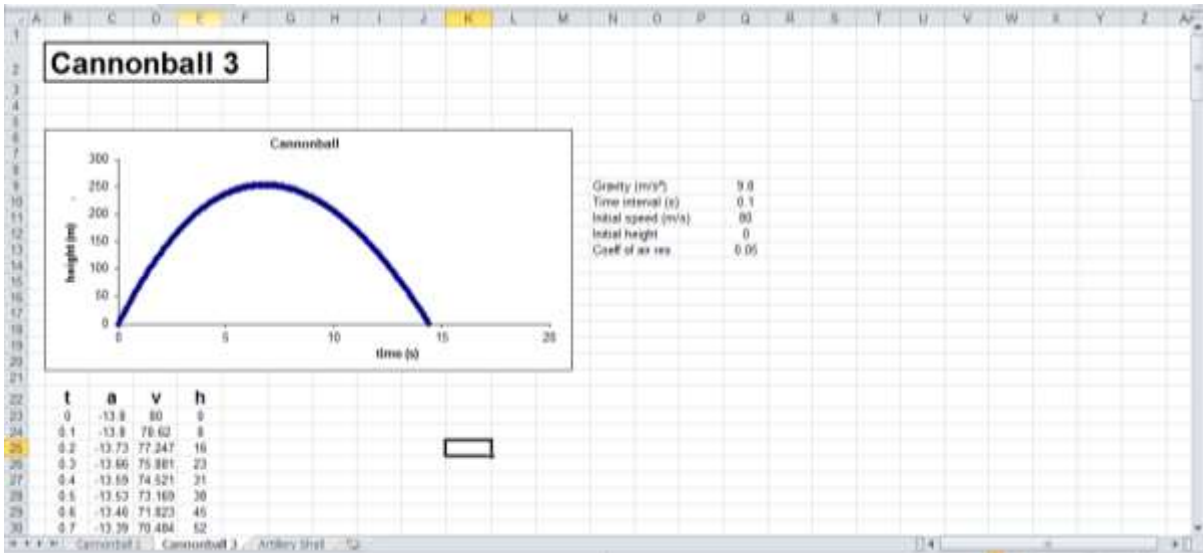 A B C D E F G H I J K L M N O P Q R S T U V W X Y Z
Cannonball 3
Cannonball
300
250
200
150
100
50
0
height (m)
0 5 10 15 20
time (s)
Gravity (m/s²) 9.8
Time interval (s) 0.1
Initial speed (m/s) 80
Initial height 0
Coeff of air res 0.05
t a v h
0 -13.8 80 0
0.1 -13.8 78.62 8
0.2 -13.73 77.247 16
0.3 -13.66 75.881 23
0.4 -13.59 74.521 31
0.5 -13.53 73.169 38
0.6 -13.46 71.823 45
0.7 -13.39 70.484 52
Cannonball 3 Artillery Shell